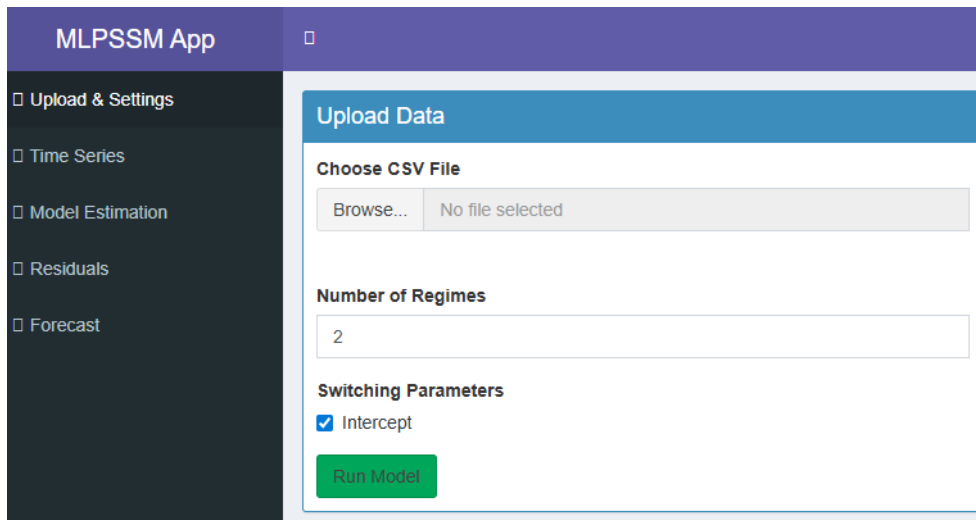 MLPSSM App
Upload & Settings
Time Series
Model Estimation
Residuals
Forecast
Upload Data
Choose CSV File
Browse... No file selected
Number of Regimes
2
Switching Parameters
Intercept
Run Model